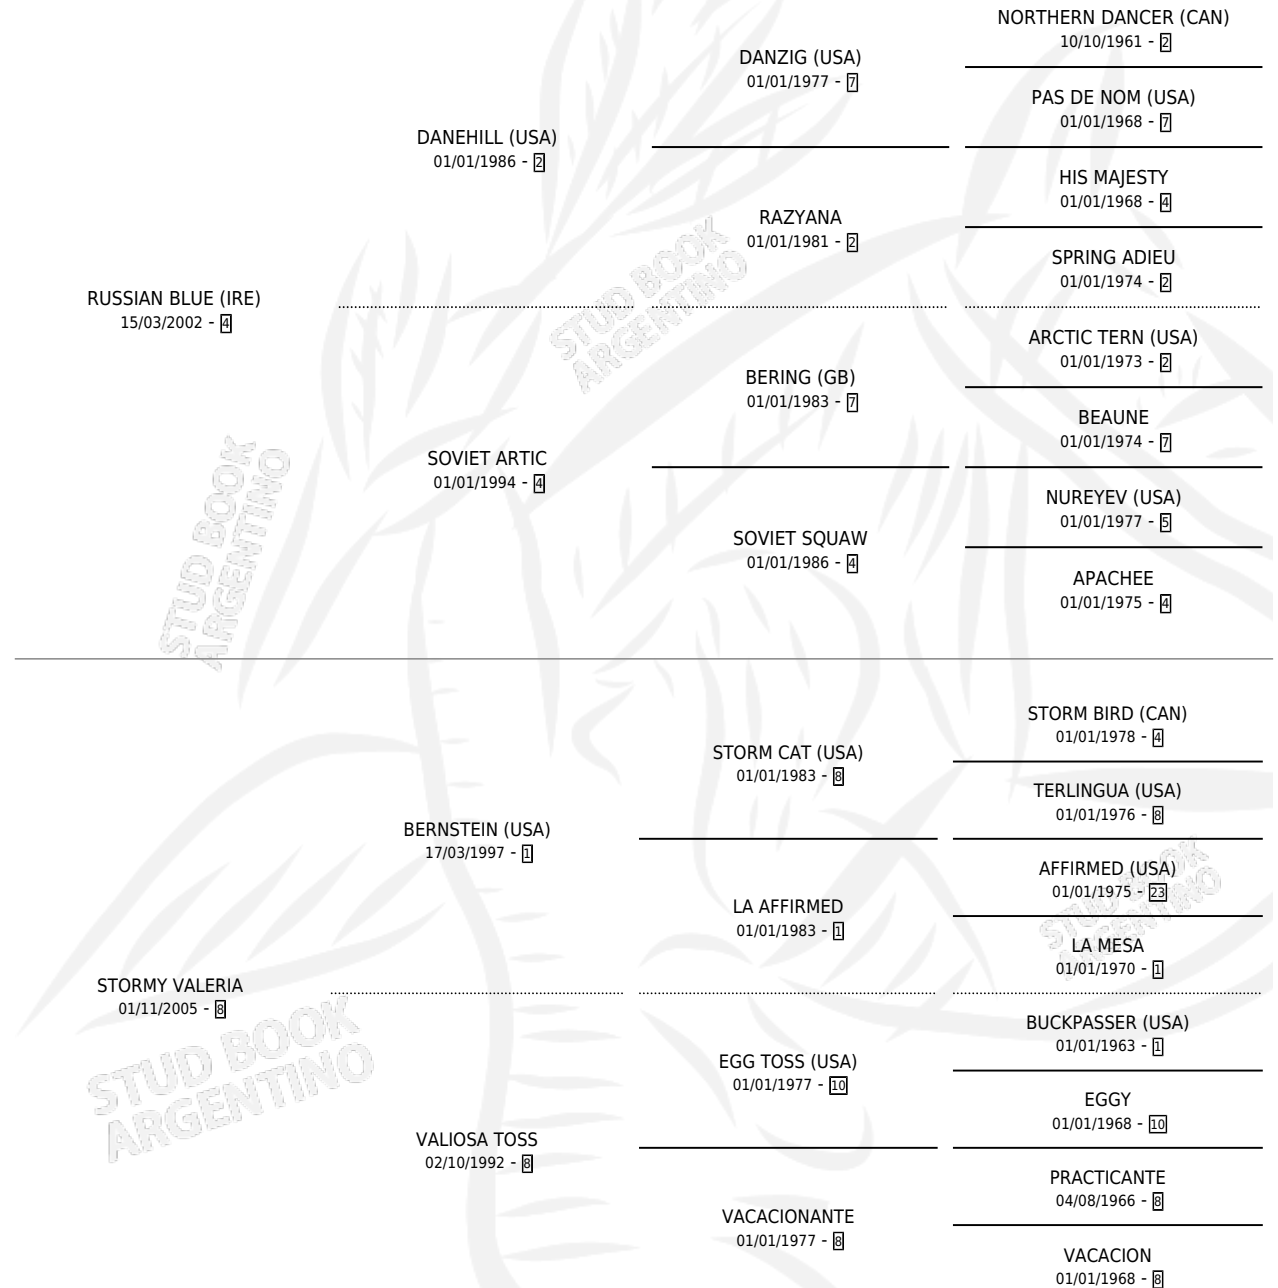 NORTHERN DANCER (CAN)
10/10/1961 - 2
DANZIG (USA)
01/01/1977 - 7
PAS DE NOM (USA)
01/01/1968 - 7
DANEHILL (USA)
01/01/1986 - 2
HIS MAJESTY
01/01/1968 - 4
RAZYANA
01/01/1981 - 2
SPRING ADIEU
01/01/1974 - 2
RUSSIAN BLUE (IRE)
15/03/2002 - 4
STUD BOOK
ARGENTINO
ARCTIC TERN (USA)
01/01/1973 - 2
BERING (GB)
01/01/1983 - 7
BEAUNE
01/01/1974 - 7
SOVIET ARTIC
01/01/1994 - 4
NUREYEV (USA)
01/01/1977 - 5
SOVIET SQUAW
01/01/1986 - 4
APACHEE
01/01/1975 - 4
STUD BOOK
ARGENTINO
STORM BIRD (CAN)
01/01/1978 - 4
STORM CAT (USA)
01/01/1983 - 8
TERLINGUA (USA)
01/01/1976 - 8
BERNSTEIN (USA)
17/03/1997 - 1
AFFIRMED (USA)
01/01/1975 - 23
LA AFFIRMED
01/01/1983 - 1
STUD BOOK
ARGENTINO
LA MESA
01/01/1970 - 1
STORMY VALERIA
01/11/2005 - 8
BUCKPASSER (USA)
01/01/1963 - 1
EGG TOSS (USA)
01/01/1977 - 10
STUD BOOK
ARGENTINO
EGGY
01/01/1968 - 10
VALIOSA TOSS
02/10/1992 - 8
PRACTICANTE
04/08/1966 - 8
VACACIONANTE
01/01/1977 - 8
VACACION
01/01/1968 - 8